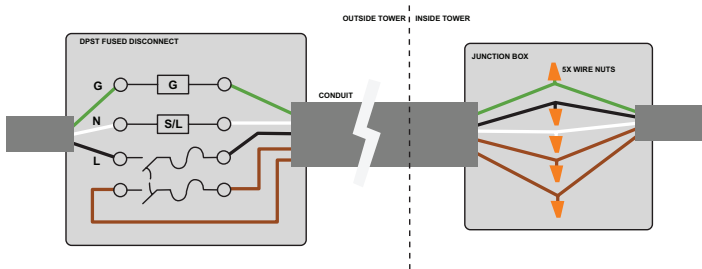 OUTSIDE TOWER
INSIDE TOWER
DPST FUSED DISCONNECT
JUNCTION BOX
5X WIRE NUTS
G
G
CONDUIT
N
S/L
L